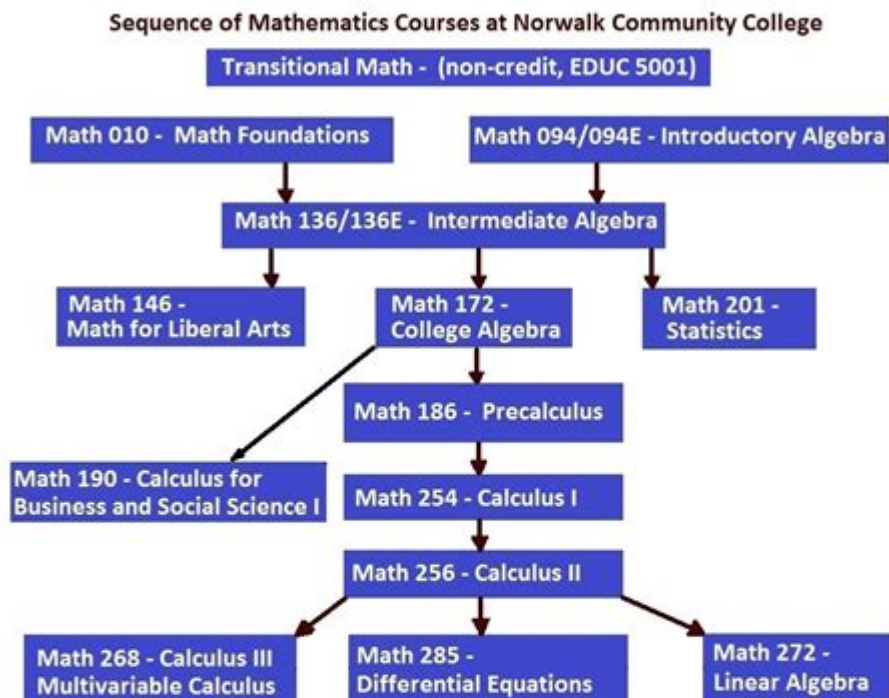 Sequence of Mathematics Courses at Norwalk Community College
Transitional Math - (non-credit, EDUC 5001)
Math 010 - Math Foundations
Math 094/094E - Introductory Algebra
Math 136/136E - Intermediate Algebra
Math 146 -
Math for Liberal Arts
Math 172 -
College Algebra
Math 201 -
Statistics
Math 186 - Precalculus
Math 190 - Calculus for
Business and Social Science I
Math 254 - Calculus I
Math 256 - Calculus II
Math 268 - Calculus III
Multivariable Calculus
Math 285 -
Differential Equations
Math 272 -
Linear Algebra